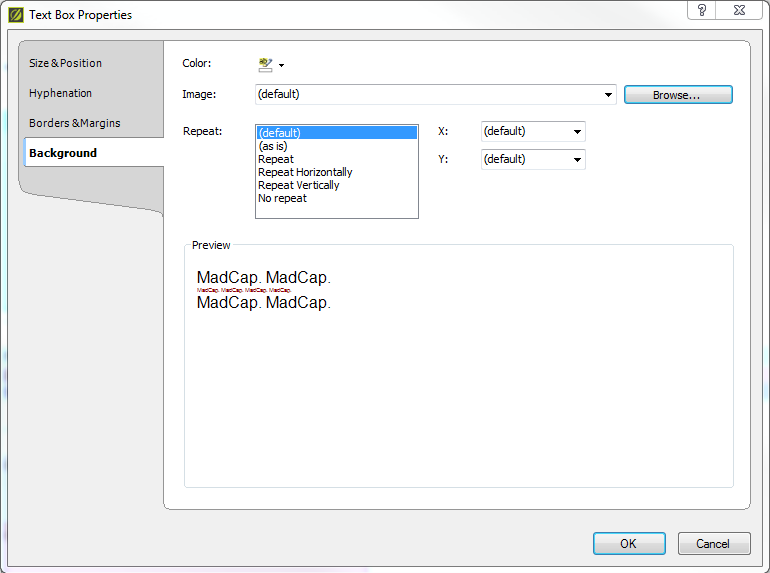 Text Box Properties
?
Size & Position
Hyphenation
Borders & Margins
Background
Color:
Image:
(default)
Browse...
Repeat:
(default)
(as is)
Repeat
Repeat Horizontally
Repeat Vertically
No repeat
X:
(default)
Y:
(default)
Preview
MadCap. MadCap.
MadCap. MadCap. MadCap. MadCap.
MadCap. MadCap.
OK
Cancel